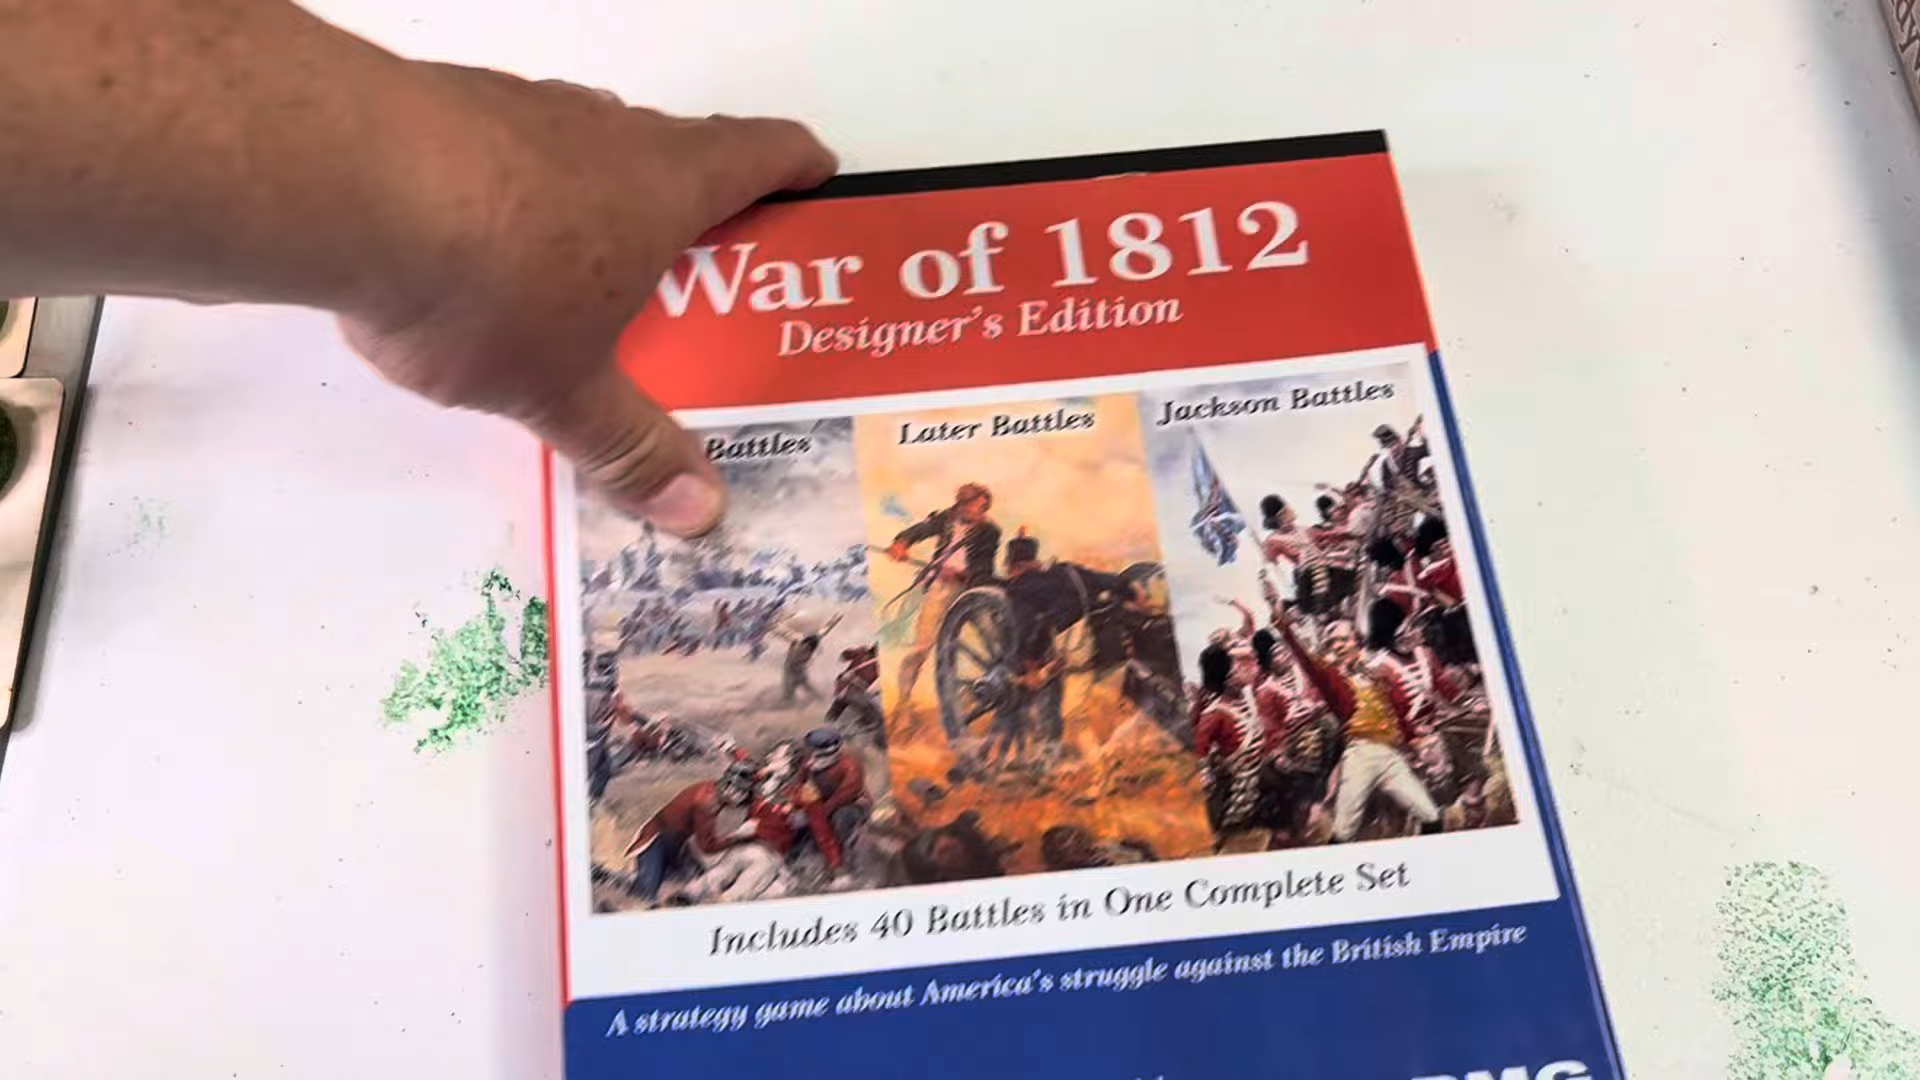 War of 1812
Designer's Edition
Battles
Later Battles
Jackson Battles
Includes 40 Battles in One Complete Set
A strategy game about America's struggle against the British Empire